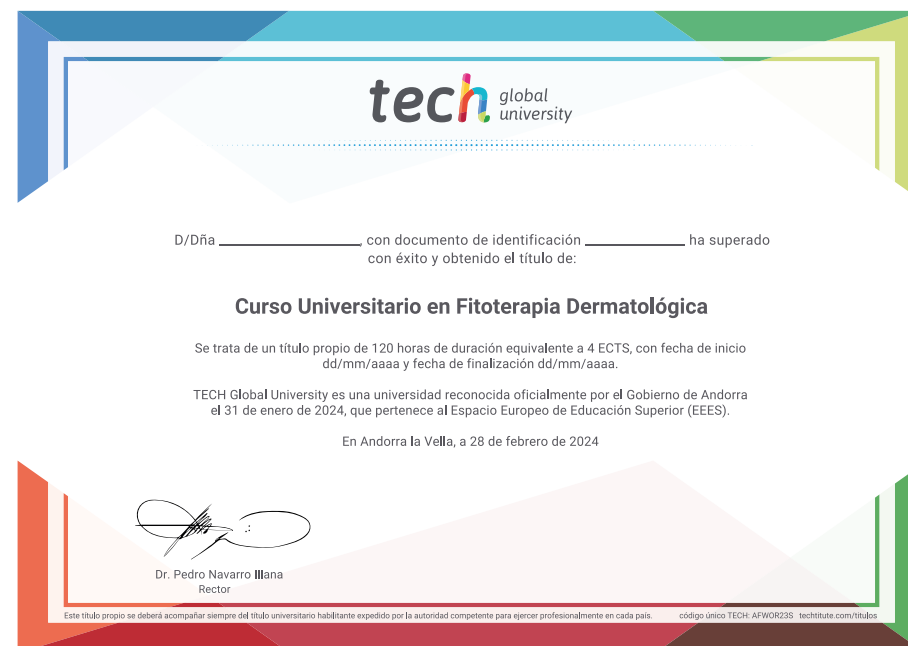 tech global university
D/Dña ____________________, con documento de identificación ______________ ha superado
con éxito y obtenido el título de:
Curso Universitario en Fitoterapia Dermatológica
Se trata de un título propio de 120 horas de duración equivalente a 4 ECTS, con fecha de inicio
dd/mm/aaaa y fecha de finalización dd/mm/aaaa.
TECH Global University es una universidad reconocida oficialmente por el Gobierno de Andorra
el 31 de enero de 2024, que pertenece al Espacio Europeo de Educación Superior (EEES).
En Andorra la Vella, a 28 de febrero de 2024
Dr. Pedro Navarro Illana
Rector
Este título propio se deberá acompañar siempre del título universitario habilitante expedido por la autoridad competente para ejercer profesionalmente en cada país. código único TECH: AFWOR23S techtitute.com/titulos